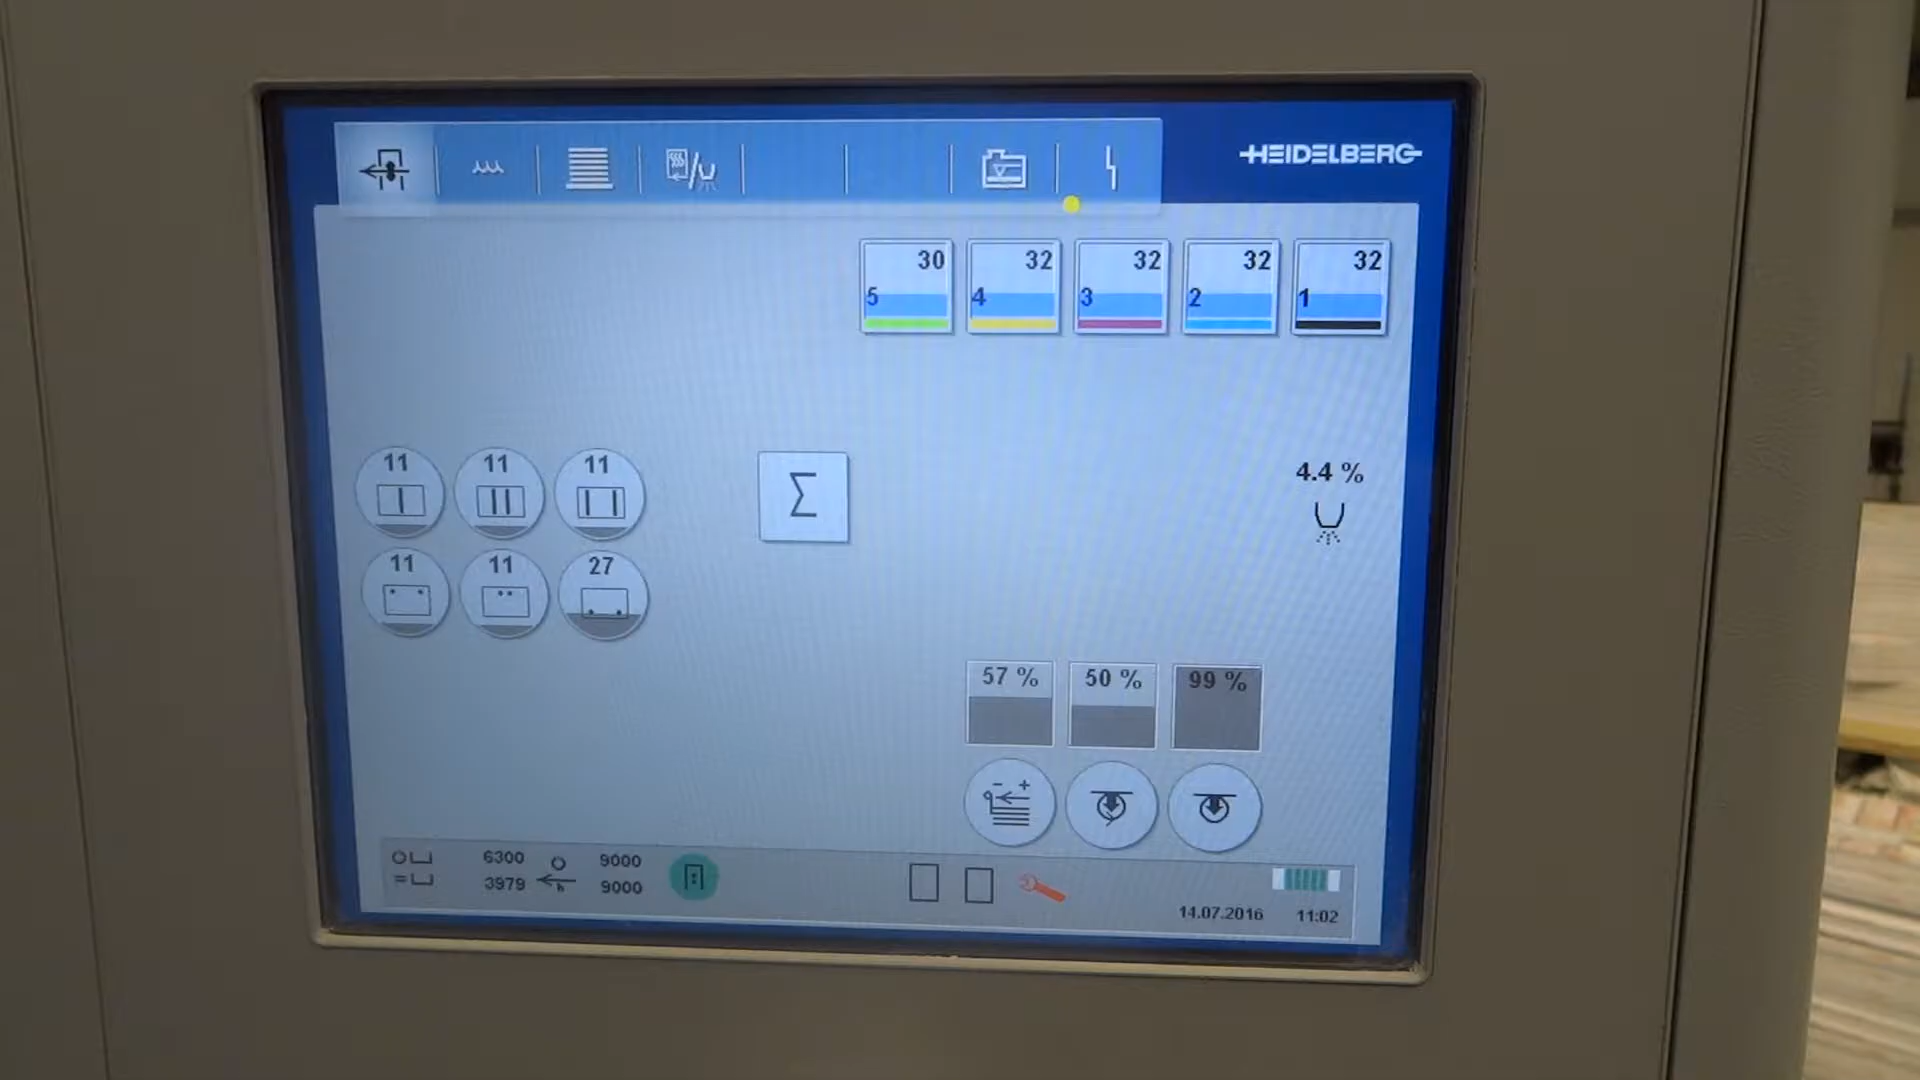 HEIDELBERG
30 32 32 32 32
5 4 3 2 1
11 11 11
Σ
4.4 %
11 11 27
57 % 50 % 99 %
- +
6300 9000
= 3979 h 9000
14.07.2016 11:02